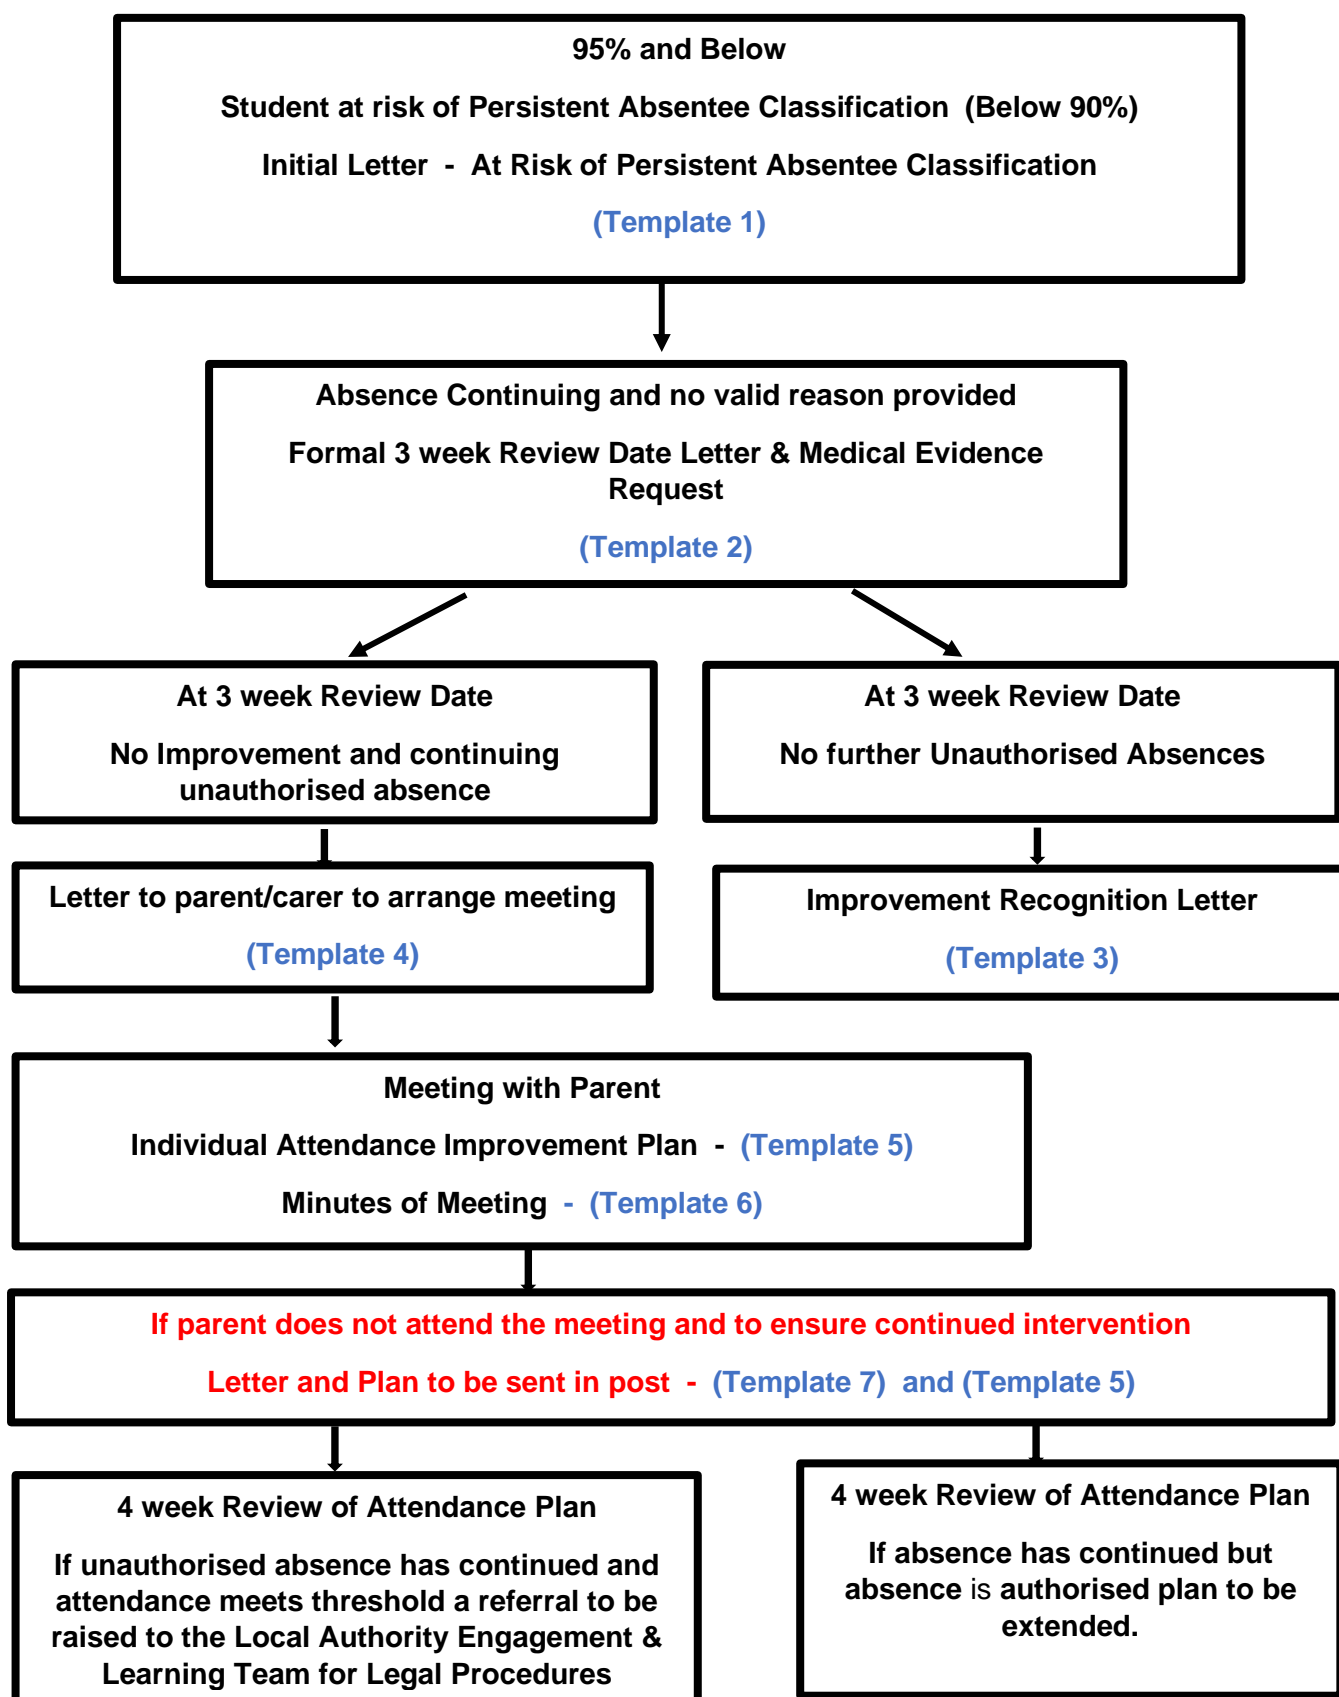 95% and Below
Student at risk of Persistent Absentee Classification (Below 90%)
Initial Letter - At Risk of Persistent Absentee Classification
(Template 1)
Absence Continuing and no valid reason provided
Formal 3 week Review Date Letter & Medical Evidence
Request
(Template 2)
At 3 week Review Date
No Improvement and continuing
unauthorised absence
At 3 week Review Date
No further Unauthorised Absences
Letter to parent/carer to arrange meeting
(Template 4)
Improvement Recognition Letter
(Template 3)
Meeting with Parent
Individual Attendance Improvement Plan - (Template 5)
Minutes of Meeting - (Template 6)
If parent does not attend the meeting and to ensure continued intervention
Letter and Plan to be sent in post - (Template 7) and (Template 5)
4 week Review of Attendance Plan
If unauthorised absence has continued and
attendance meets threshold a referral to be
raised to the Local Authority Engagement &
Learning Team for Legal Procedures
4 week Review of Attendance Plan
If absence has continued but
absence is authorised plan to be
extended.